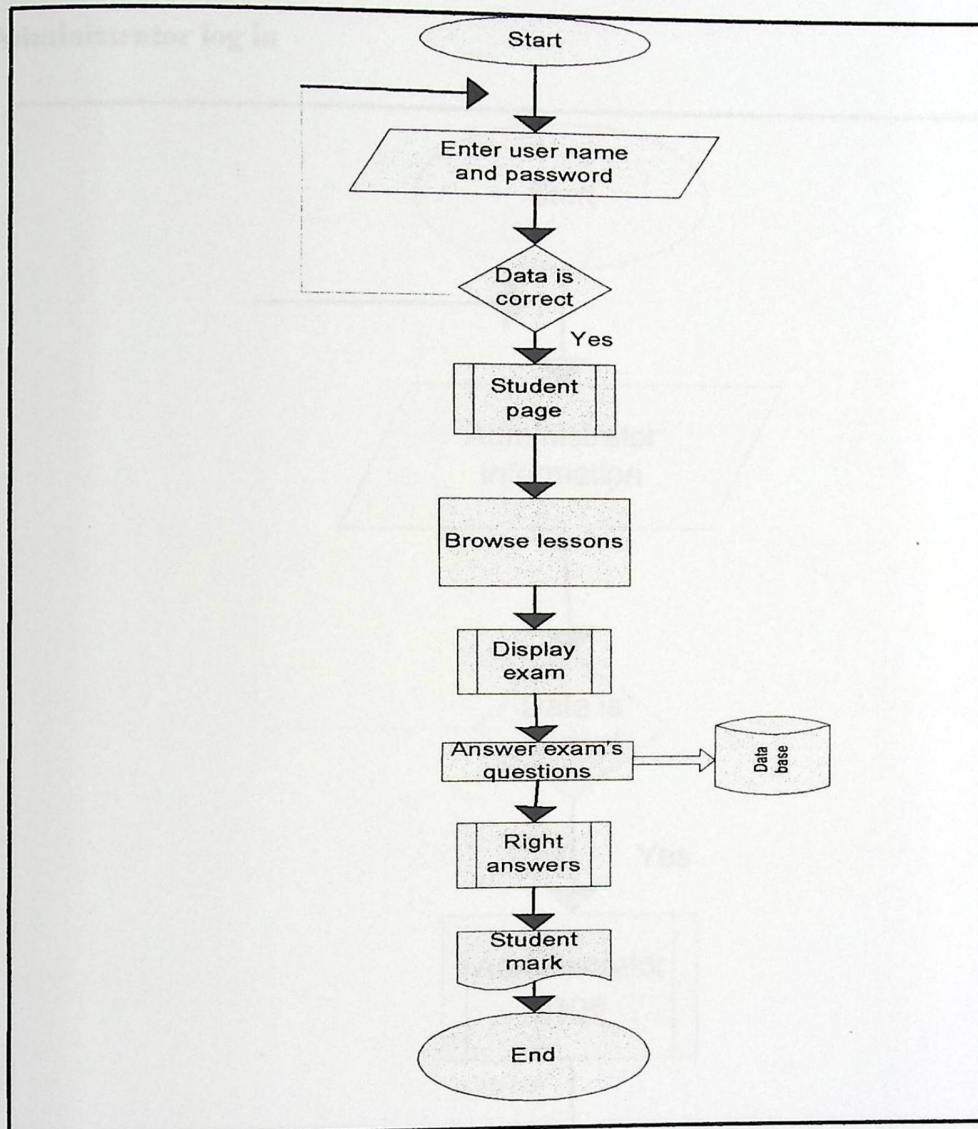 Start
Enter user name
and password
Data is
correct
Yes
Student
page
Browse lessons
Display
exam
Answer exam's
questions
Data
base
Right
answers
Student
mark
End